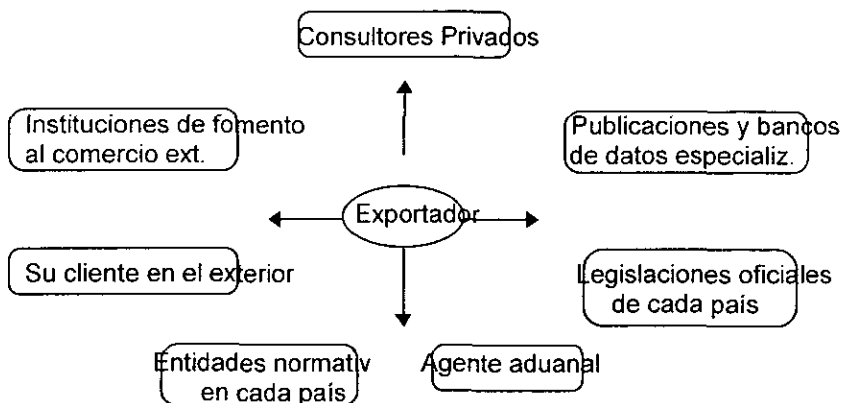 Consultores Privados
Instituciones de fomento
al comercio ext.
Publicaciones y bancos
de datos especializ.
Exportador
Su cliente en el exterior
Legislaciones oficiales
de cada país
Entidades normativ
en cada país
Agente aduanal